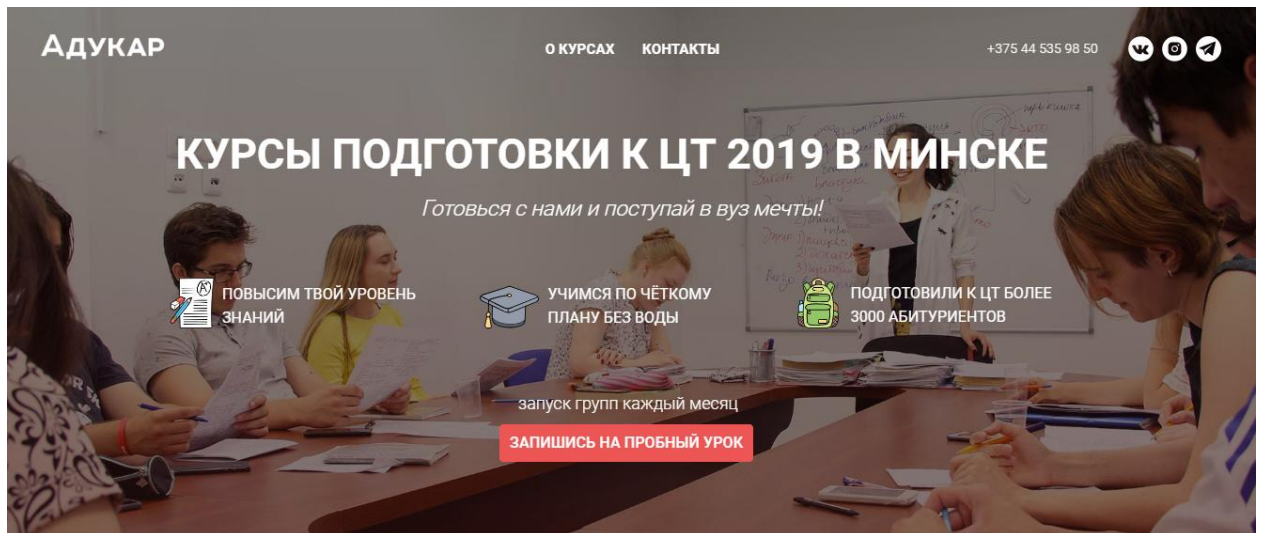 АДУКАР
О КУРСАХ КОНТАКТЫ
+375 44 535 98 50
КУРСЫ ПОДГОТОВКИ К ЦТ 2019 В МИНСКЕ
Готовься с нами и поступай в вуз мечты!
ПОВЫСИМ ТВОЙ УРОВЕНЬ
ЗНАНИЙ
УЧИМСЯ ПО ЧЁТКОМУ
ПЛАНУ БЕЗ ВОДЫ
ПОДГОТОВИЛИ К ЦТ БОЛЕЕ
3000 АБИТУРИЕНТОВ
запуск групп каждый месяц
ЗАПИШИСЬ НА ПРОБНЫЙ УРОК